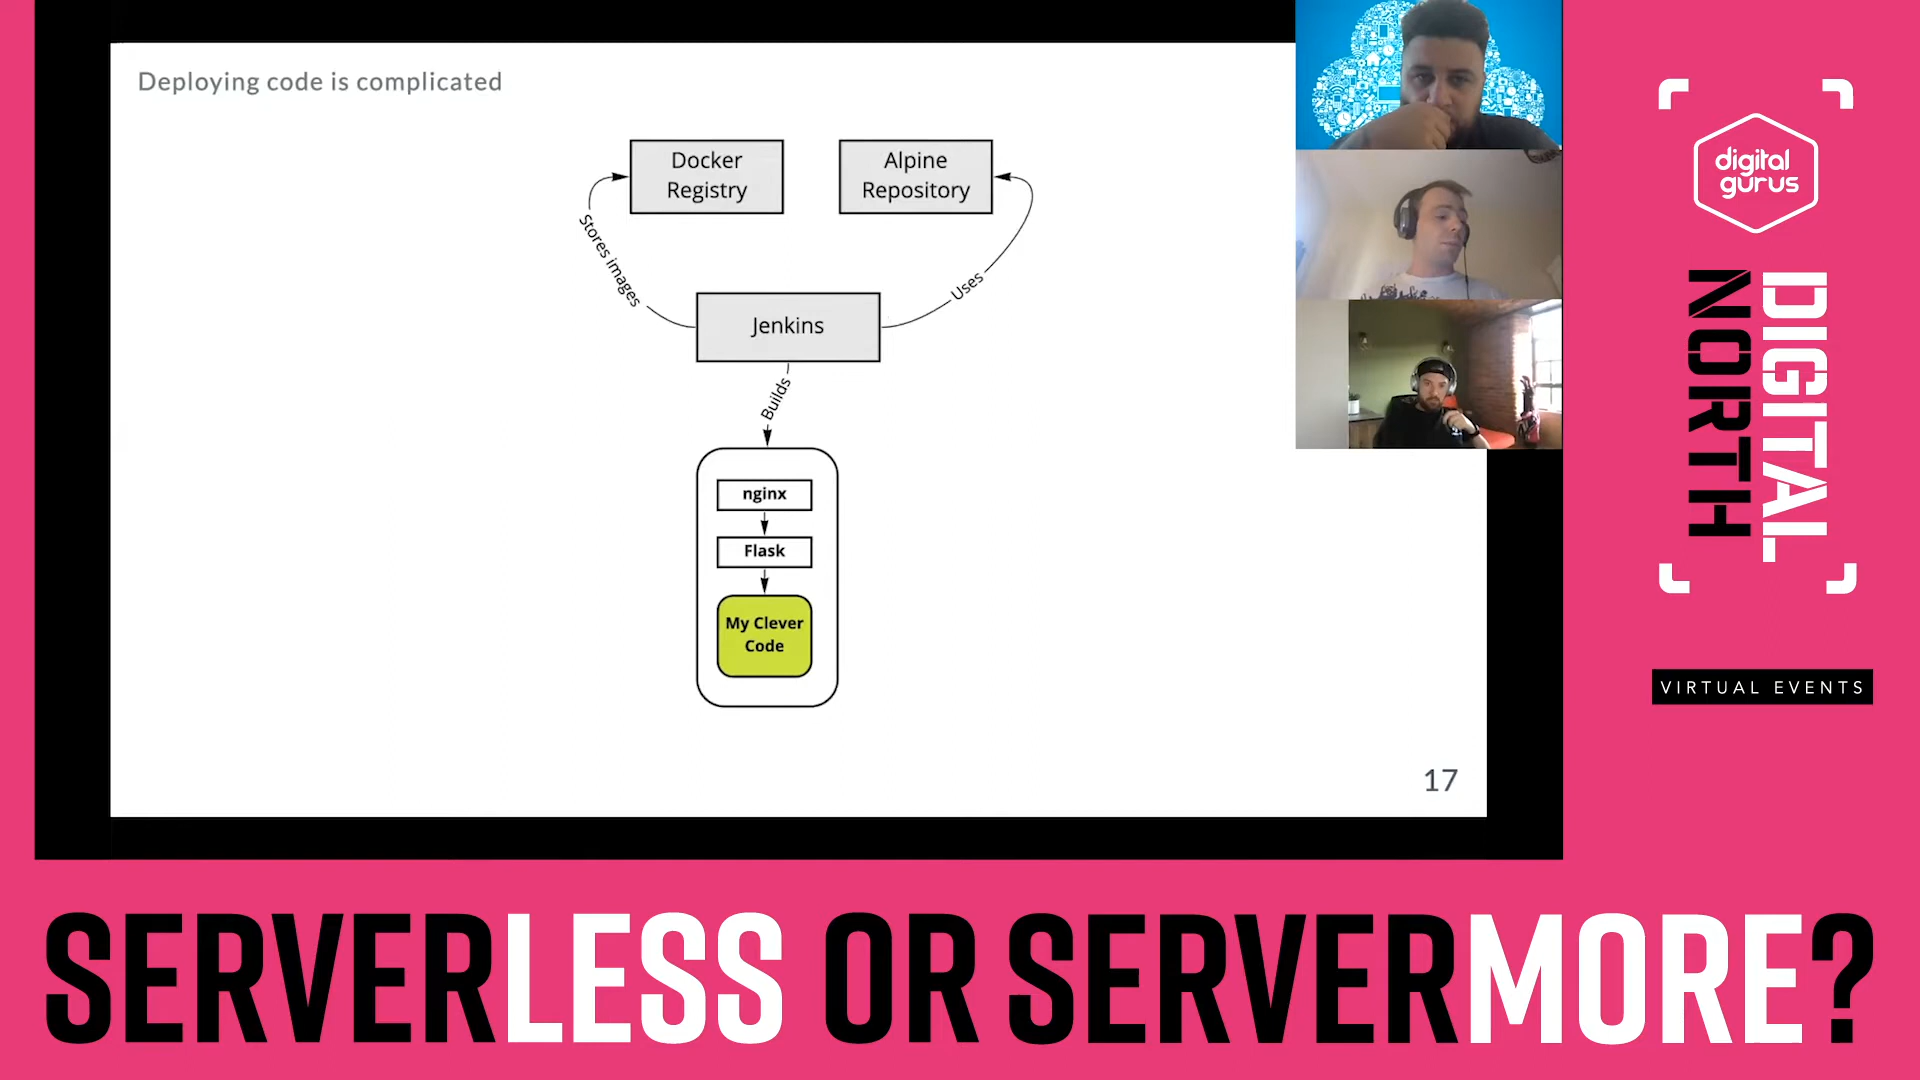 Deploying code is complicated
Docker
Registry
Alpine
Repository
Stores images
Uses
Jenkins
Builds
nginx
Flask
My Clever
Code
17
digital
gurus
DIGITAL
NORTH
VIRTUAL EVENTS
SERVERLESS OR SERVERMORE?